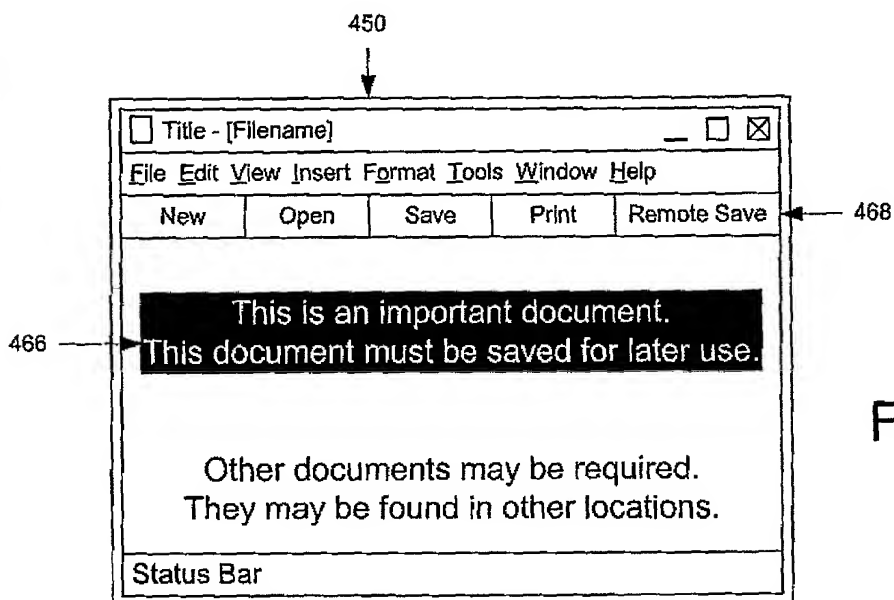 450
Title - [Filename]
File Edit View Insert Format Tools Window Help
New Open Save Print Remote Save
468
This is an important document.
466
This document must be saved for later use.
F
Other documents may be required.
They may be found in other locations.
Status Bar